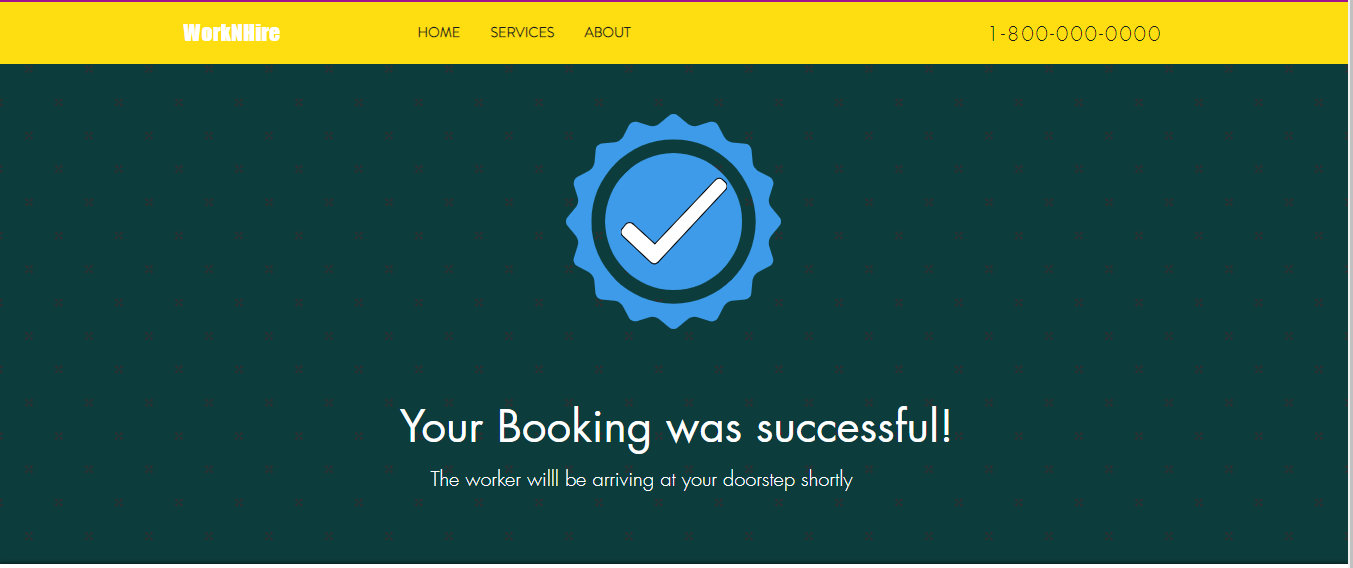 WorkNHire
HOME SERVICES ABOUT
1-800-000-0000
Your Booking was successful!
The worker willl be arriving at your doorstep shortly